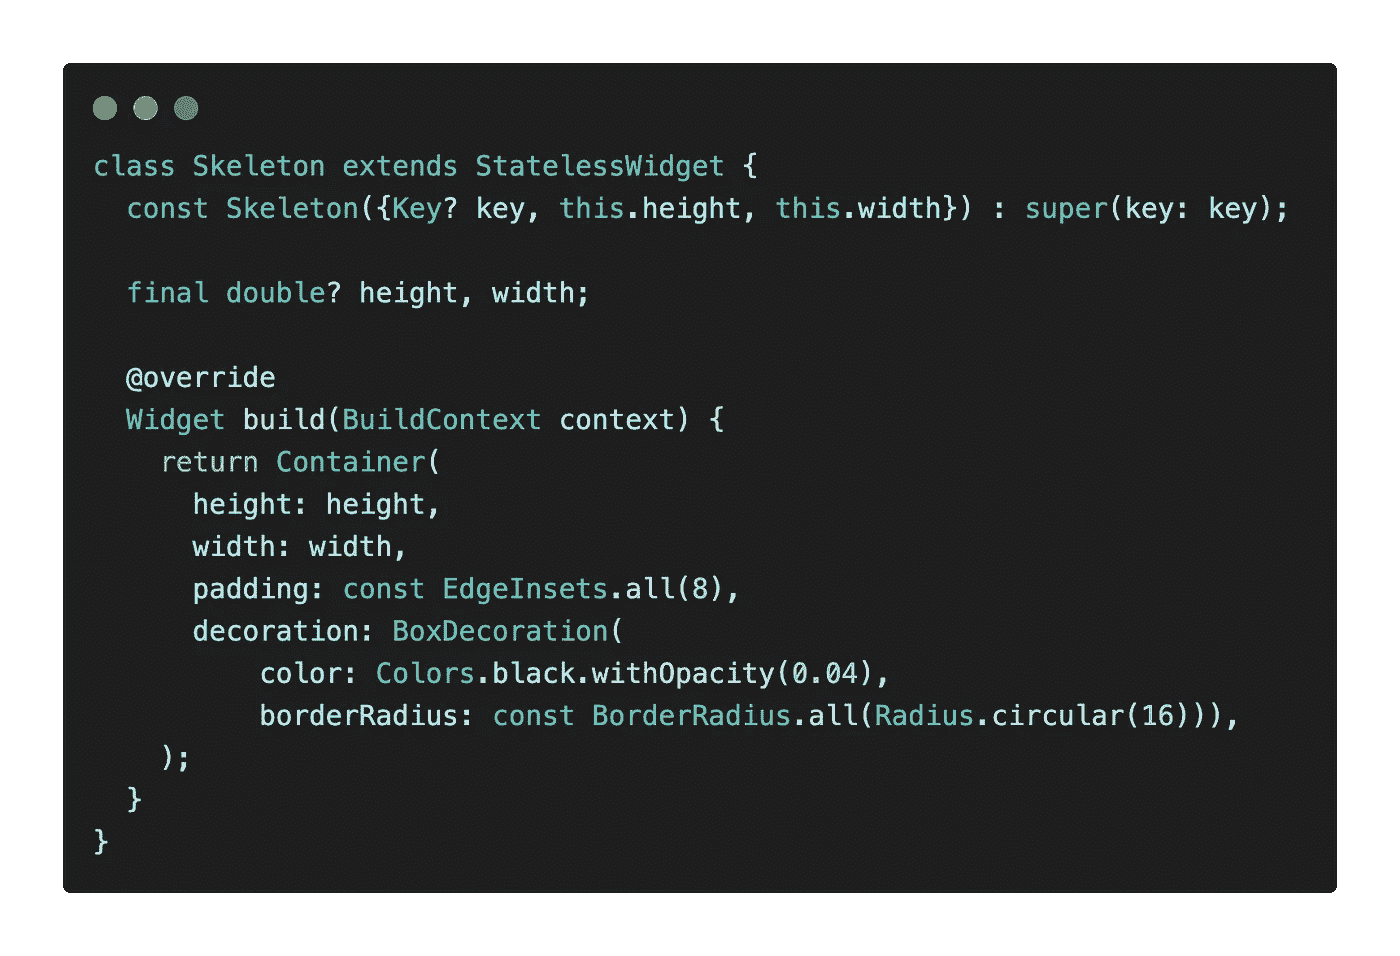 class Skeleton extends StatelessWidget {
  const Skeleton({Key? key, this.height, this.width}) : super(key: key);

  final double? height, width;

  @override
  Widget build(BuildContext context) {
    return Container(
      height: height,
      width: width,
      padding: const EdgeInsets.all(8),
      decoration: BoxDecoration(
          color: Colors.black.withOpacity(0.04),
          borderRadius: const BorderRadius.all(Radius.circular(16))),
    );
  }
}